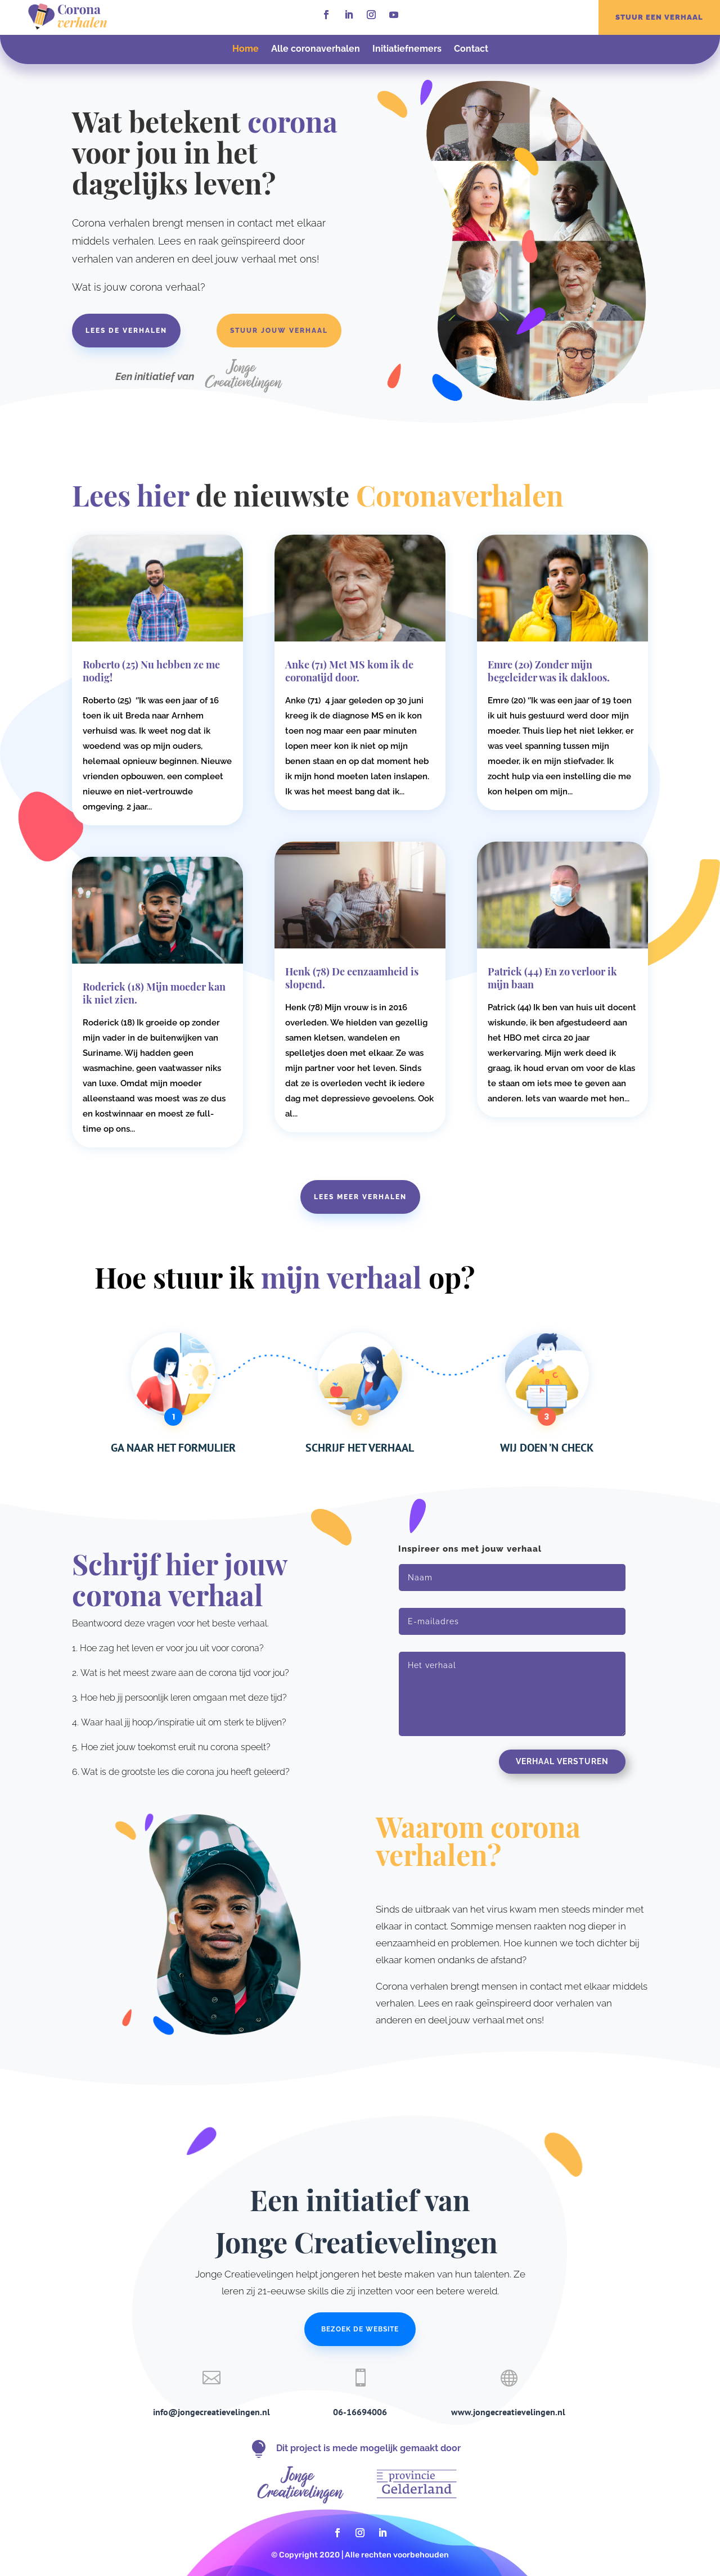 Corona
verhalen
STUUR EEN VERHAAL
Home Alle coronaverhalen Initiatiefnemers Contact
Wat betekent corona
voor jou in het
dagelijks leven?
Corona verhalen brengt mensen in contact met elkaar
middels verhalen. Lees en raak geïnspireerd door
verhalen van anderen en deel jouw verhaal met ons!
Wat is jouw corona verhaal?
LEES DE VERHALEN
STUUR JOUW VERHAAL
Een initiatief van
Jonge
Creatievelingen
Lees hier de nieuwste Coronaverhalen
Roberto (25) Nu hebben ze me
nodig!
Roberto (25) "Ik was een jaar of 16
toen ik uit Breda naar Arnhem
verhuisd was. Ik weet nog dat ik
woedend was op mijn ouders,
helemaal opnieuw beginnen. Nieuwe
vrienden opbouwen, een compleet
nieuwe en niet-vertrouwde
omgeving. 2 jaar...
Anke (71) Met MS kom ik de
coronatijd door.
Anke (71) 4 jaar geleden op 30 juni
kreeg ik de diagnose MS en ik kon
toen nog maar een paar minuten
lopen meer kon ik niet op mijn
benen staan en op dat moment heb
ik mijn hond moeten laten inslapen.
Ik was het meest bang dat ik...
Emre (20) Zonder mijn
begeleider was ik dakloos.
Emre (20) "Ik was een jaar of 19 toen
ik uit huis gestuurd werd door mijn
moeder. Thuis liep het niet lekker, er
was veel spanning tussen mijn
moeder, ik en mijn stiefvader. Ik
zocht hulp via een instelling die me
kon helpen om mijn...
Roderick (18) Mijn moeder kan
ik niet zien.
Roderick (18) Ik groeide op zonder
mijn vader in de buitenwijken van
Suriname. Wij hadden geen
wasmachine, geen vaatwasser niks
van luxe. Omdat mijn moeder
alleenstaand was moest was ze dus
en kostwinnaar en moest ze full-
time op ons...
Henk (78) De eenzaamheid is
slopend.
Henk (78) Mijn vrouw is in 2016
overleden. We hielden van gezellig
samen kletsen, wandelen en
spelletjes doen met elkaar. Ze was
mijn partner voor het leven. Sinds
dat ze is overleden vecht ik iedere
dag met depressieve gevoelens. Ook
al...
Patrick (44) En zo verloor ik
mijn baan
Patrick (44) Ik ben van huis uit docent
wiskunde, ik ben afgestudeerd aan
het HBO met circa 20 jaar
werkervaring. Mijn werk deed ik
graag, ik houd ervan om voor de klas
te staan om iets mee te geven aan
anderen. Iets van waarde met hen...
LEES MEER VERHALEN
Hoe stuur ik mijn verhaal op?
1
2
3
GA NAAR HET FORMULIER
SCHRIJF HET VERHAAL
WIJ DOEN 'N CHECK
Schrijf hier jouw
corona verhaal
Beantwoord deze vragen voor het beste verhaal.
1. Hoe zag het leven er voor jou uit voor corona?
2. Wat is het meest zware aan de corona tijd voor jou?
3. Hoe heb jij persoonlijk leren omgaan met deze tijd?
4. Waar haal jij hoop/inspiratie uit om sterk te blijven?
5. Hoe ziet jouw toekomst eruit nu corona speelt?
6. Wat is de grootste les die corona jou heeft geleerd?
Inspireer ons met jouw verhaal
Naam
E-mailadres
Het verhaal
VERHAAL VERSTUREN
Waarom corona
verhalen?
Sinds de uitbraak van het virus kwam men steeds minder met
elkaar in contact. Sommige mensen raakten nog dieper in
eenzaamheid en problemen. Hoe kunnen we toch dichter bij
elkaar komen ondanks de afstand?
Corona verhalen brengt mensen in contact met elkaar middels
verhalen. Lees en raak geïnspireerd door verhalen van
anderen en deel jouw verhaal met ons!
Een initiatief van
Jonge Creatievelingen
Jonge Creatievelingen helpt jongeren het beste maken van hun talenten. Ze
leren zij 21-eeuwse skills die zij inzetten voor een betere wereld.
BEZOEK DE WEBSITE
info@jongecreatievelingen.nl
06-16694006
www.jongecreatievelingen.nl
Dit project is mede mogelijk gemaakt door
Jonge
Creatievelingen
provincie
Gelderland
© Copyright 2020 | Alle rechten voorbehouden